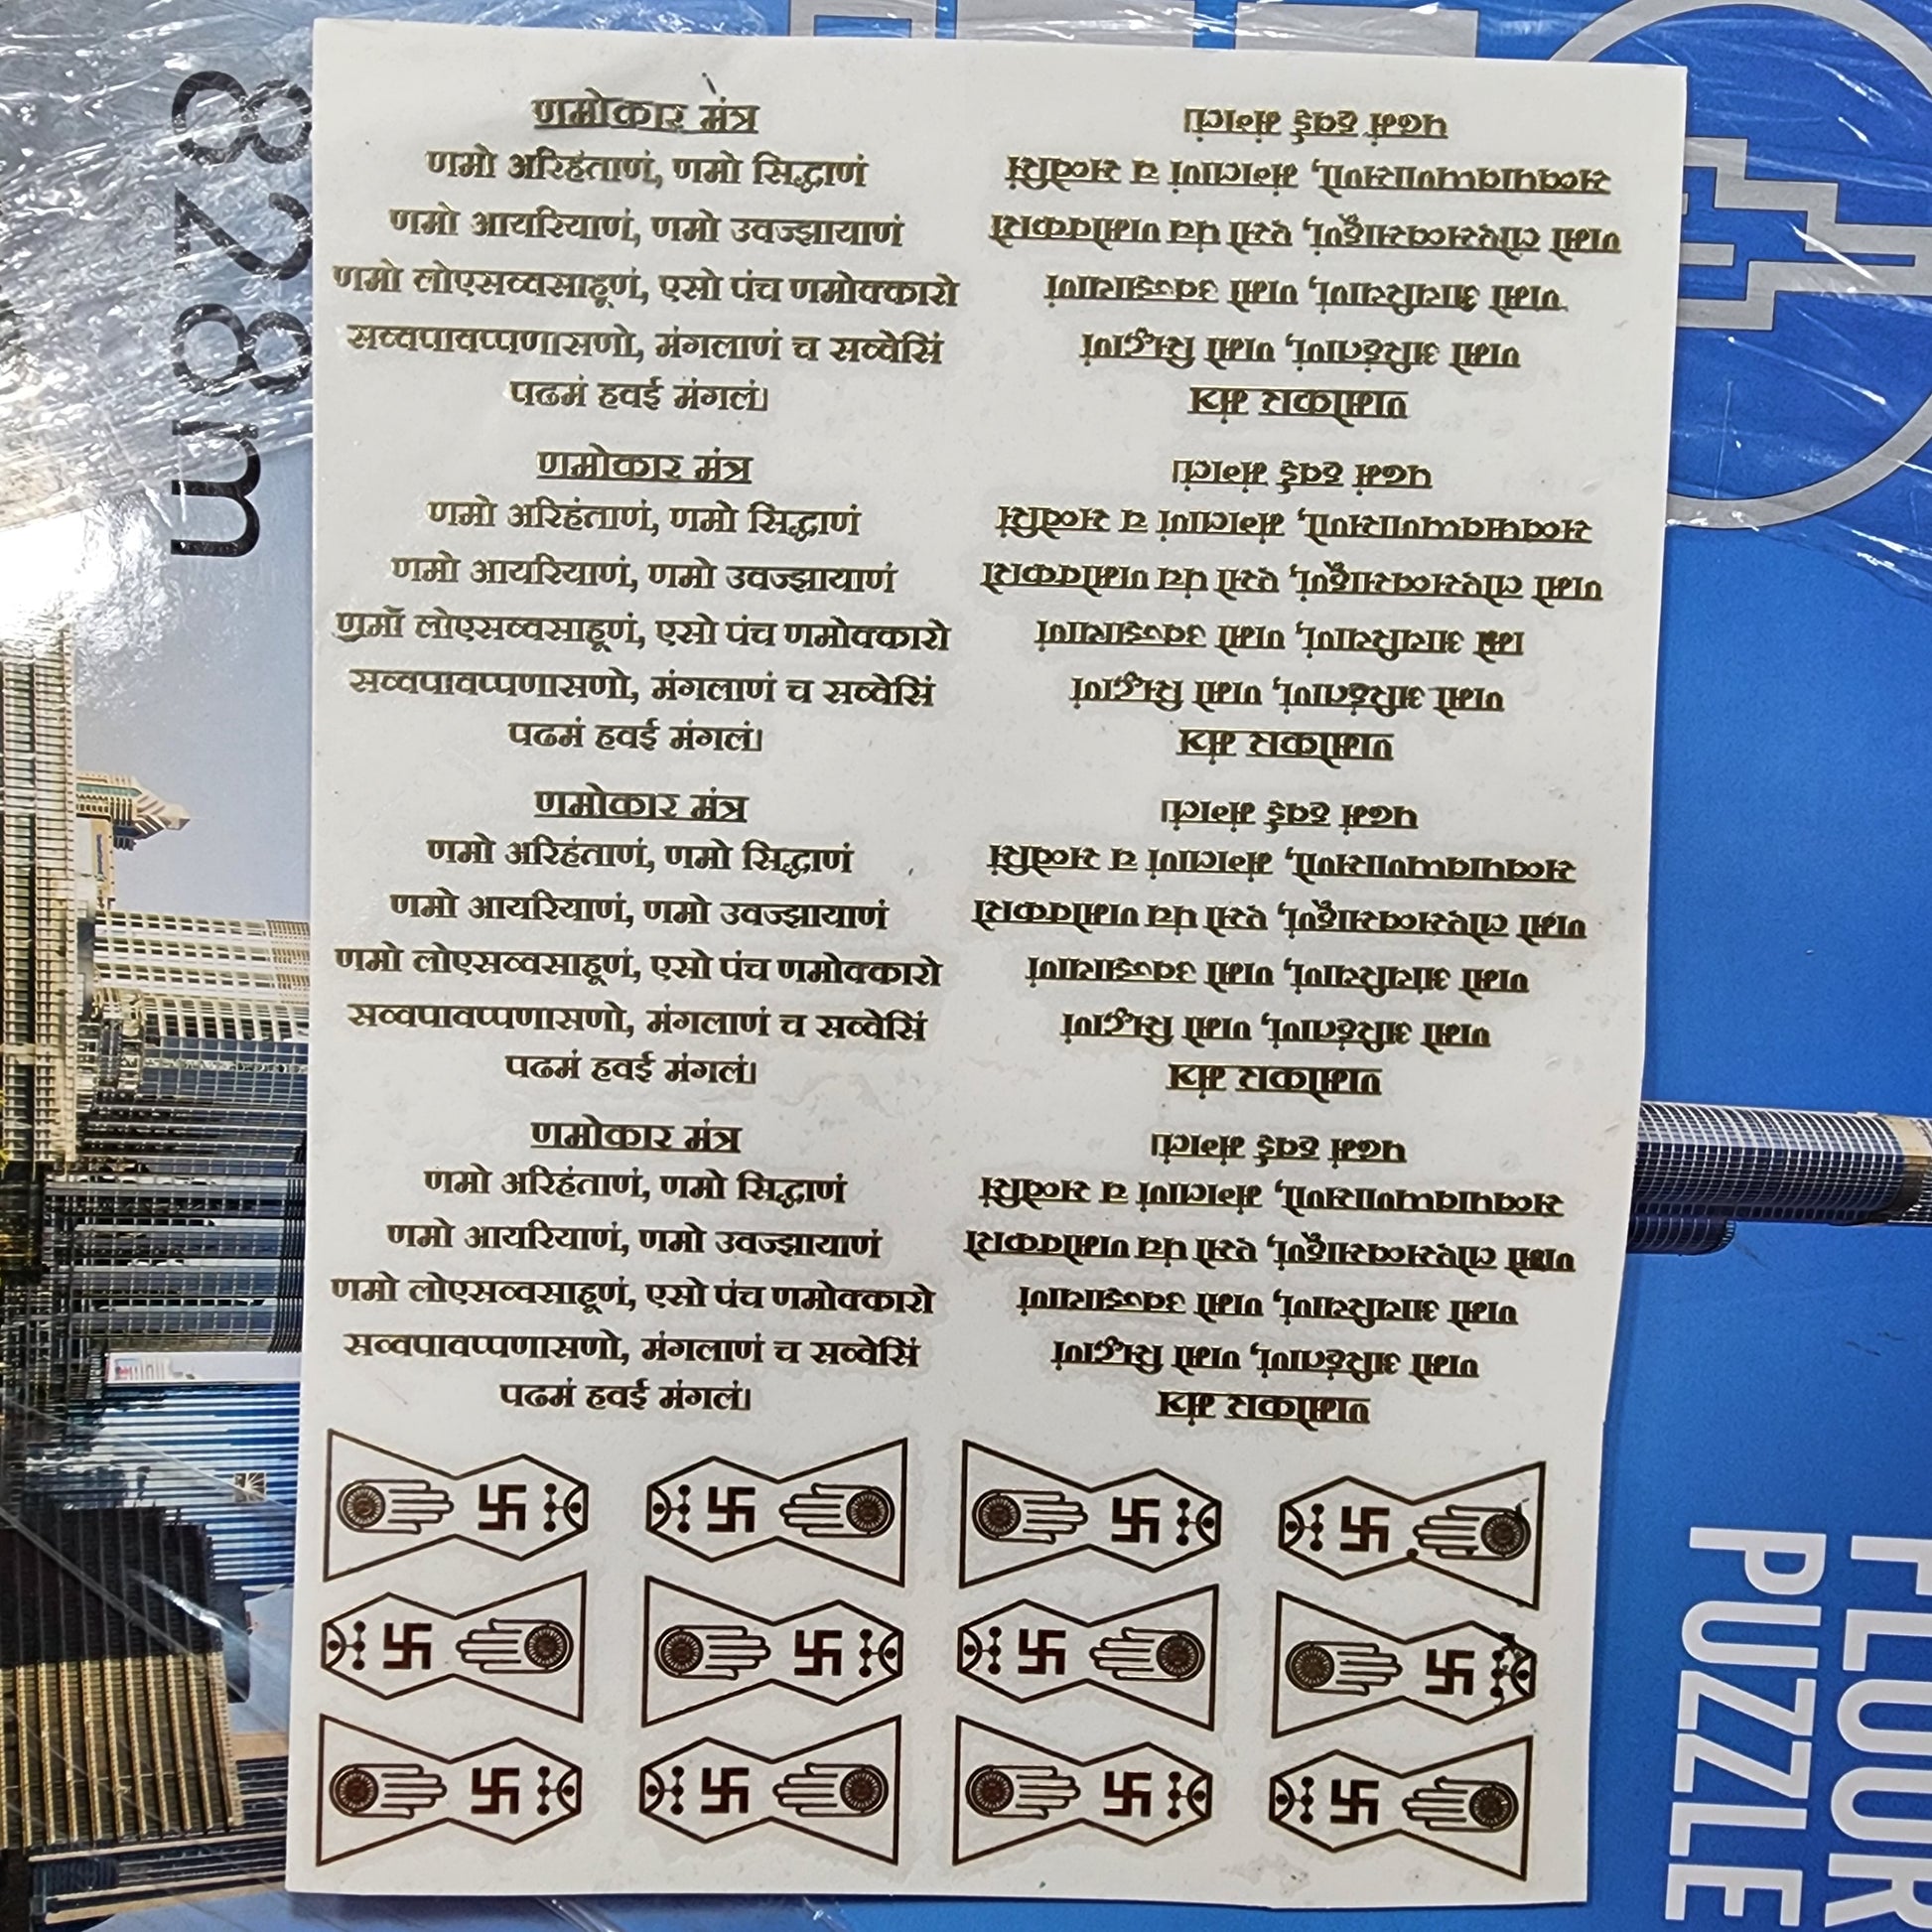 णमोकार मंत्र
णमो अरिहंताणं, णमो सिद्धाणं
णमो आयरियाणं, णमो उवज्झायाणं
णमो लोएसव्वसाहूणं, एसो पंच णमोक्कारो
सव्वपावप्पणासणो, मंगलाणं च सव्वेसिं
पढमं हवई मंगलं।
णमोकार मंत्र
णमो अरिहंताणं, णमो सिद्धाणं
णमो आयरियाणं, णमो उवज्झायाणं
णमो लोएसव्वसाहूणं, एसो पंच णमोक्कारो
सव्वपावप्पणासणो, मंगलाणं च सव्वेसिं
पढमं हवई मंगलं।
णमोकार मंत्र
णमो अरिहंताणं, णमो सिद्धाणं
णमो आयरियाणं, णमो उवज्झायाणं
णमो लोएसव्वसाहूणं, एसो पंच णमोक्कारो
सव्वपावप्पणासणो, मंगलाणं च सव्वेसिं
पढमं हवई मंगलं।
णमोकार मंत्र
णमो अरिहंताणं, णमो सिद्धाणं
णमो आयरियाणं, णमो उवज्झायाणं
णमो लोएसव्वसाहूणं, एसो पंच णमोक्कारो
सव्वपावप्पणासणो, मंगलाणं च सव्वेसिं
पढमं हवई मंगलं।
णमोकार मंत्र
णमो अरिहंताणं, णमो सिद्धाणं
णमो आयरियाणं, णमो उवज्झायाणं
णमो लोएसव्वसाहूणं, एसो पंच णमोक्कारो
सव्वपावप्पणासणो, मंगलाणं च सव्वेसिं
पढमं हवई मंगलं।
णमोकार मंत्र
णमो अरिहंताणं, णमो सिद्धाणं
णमो आयरियाणं, णमो उवज्झायाणं
णमो लोएसव्वसाहूणं, एसो पंच णमोक्कारो
सव्वपावप्पणासणो, मंगलाणं च सव्वेसिं
पढमं हवई मंगलं।
णमोकार मंत्र
णमो अरिहंताणं, णमो सिद्धाणं
णमो आयरियाणं, णमो उवज्झायाणं
णमो लोएसव्वसाहूणं, एसो पंच णमोक्कारो
सव्वपावप्पणासणो, मंगलाणं च सव्वेसिं
पढमं हवई मंगलं।
णमोकार मंत्र
णमो अरिहंताणं, णमो सिद्धाणं
णमो आयरियाणं, णमो उवज्झायाणं
णमो लोएसव्वसाहूणं, एसो पंच णमोक्कारो
सव्वपावप्पणासणो, मंगलाणं च सव्वेसिं
पढमं हवई मंगलं।
828m
FLOOR
PUZZLE